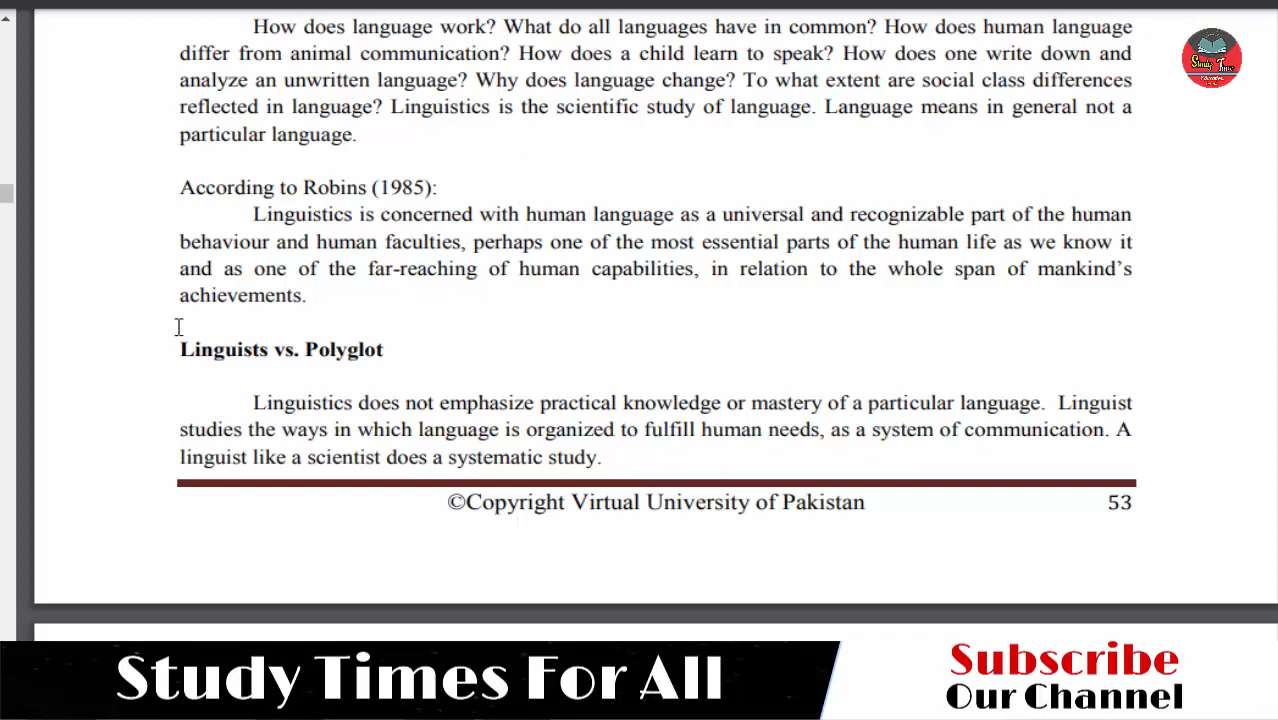 How does language work? What do all languages have in common? How does human language
differ from animal communication? How does a child learn to speak? How does one write down and
analyze an unwritten language? Why does language change? To what extent are social class differences
reflected in language? Linguistics is the scientific study of language. Language means in general not a
particular language.
According to Robins (1985):
Linguistics is concerned with human language as a universal and recognizable part of the human
behaviour and human faculties, perhaps one of the most essential parts of the human life as we know it
and as one of the far-reaching of human capabilities, in relation to the whole span of mankind’s
achievements.
Linguists vs. Polyglot
Linguistics does not emphasize practical knowledge or mastery of a particular language. Linguist
studies the ways in which language is organized to fulfill human needs, as a system of communication. A
linguist like a scientist does a systematic study.
©Copyright Virtual University of Pakistan 53
Study Time
Study Times For All
Subscribe
Our Channel